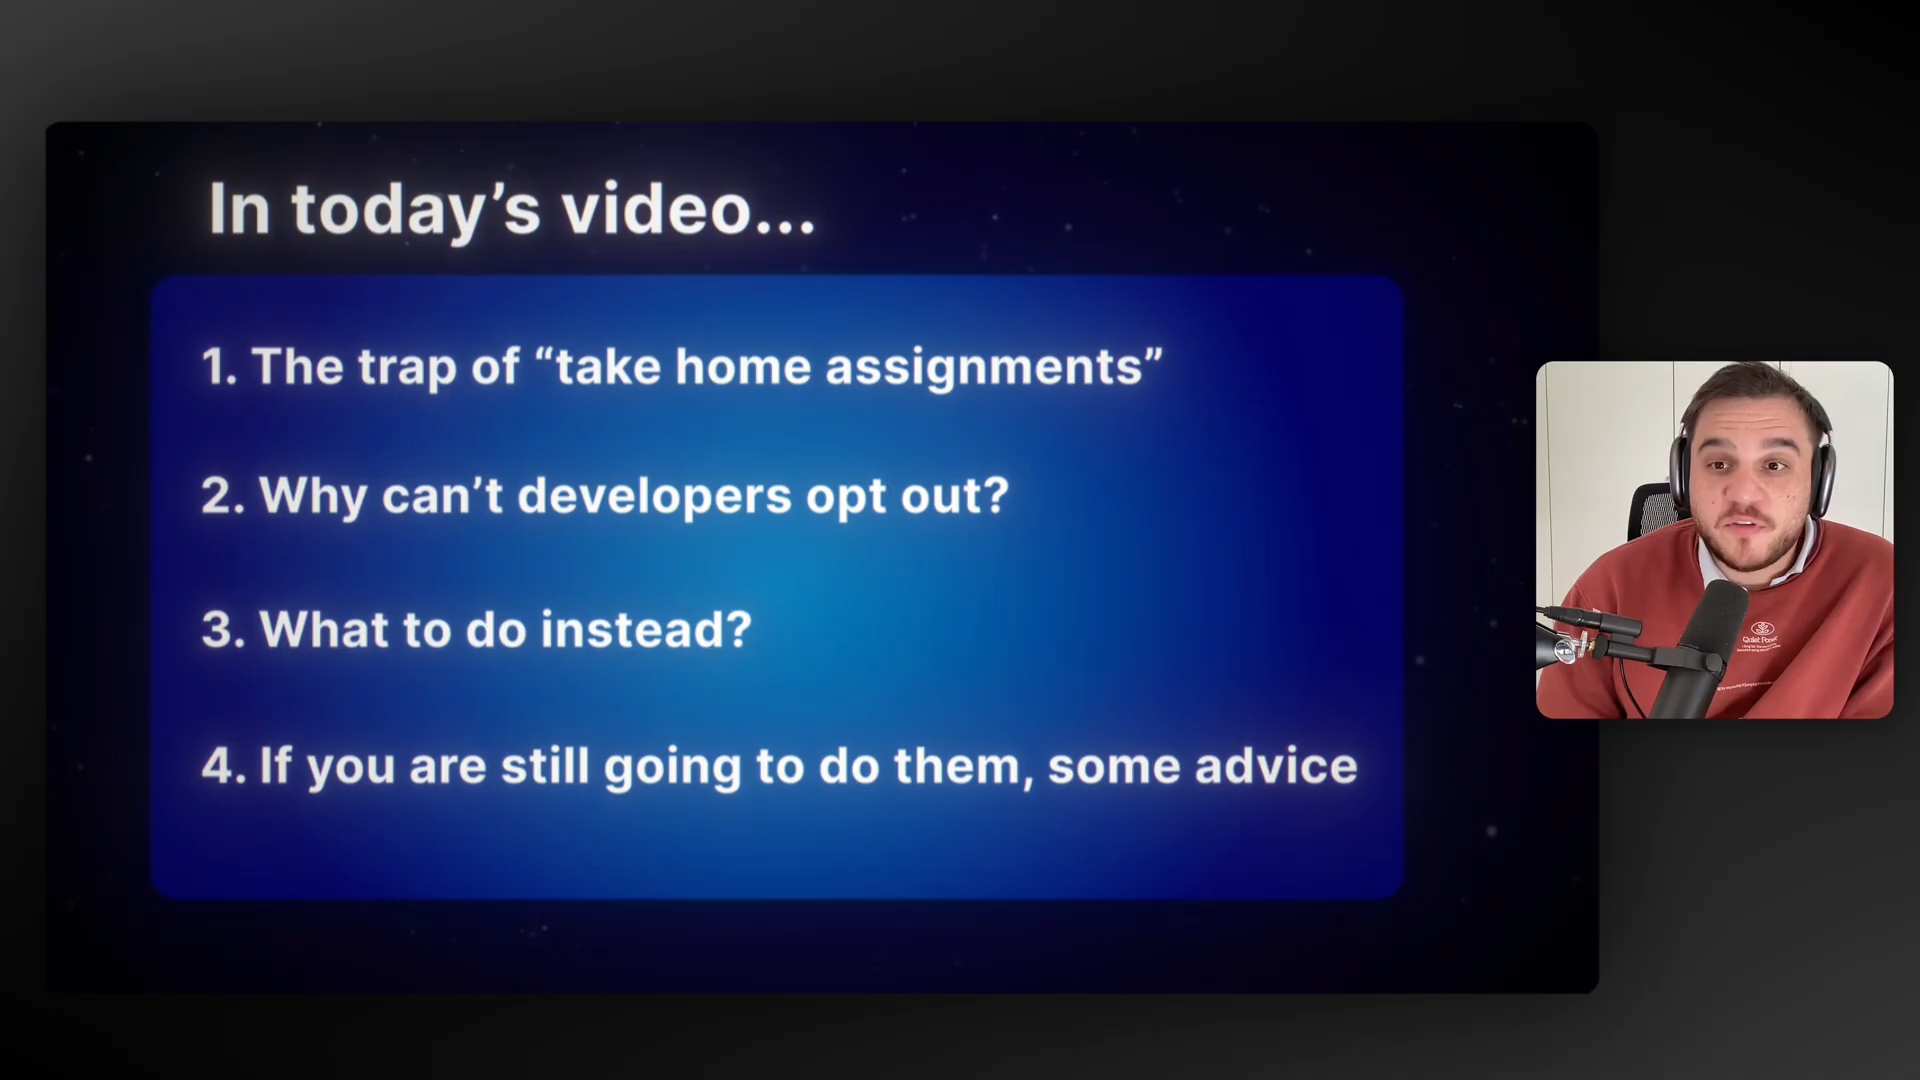 In today’s video...
1. The trap of “take home assignments”
2. Why can’t developers opt out?
3. What to do instead?
4. If you are still going to do them, some advice